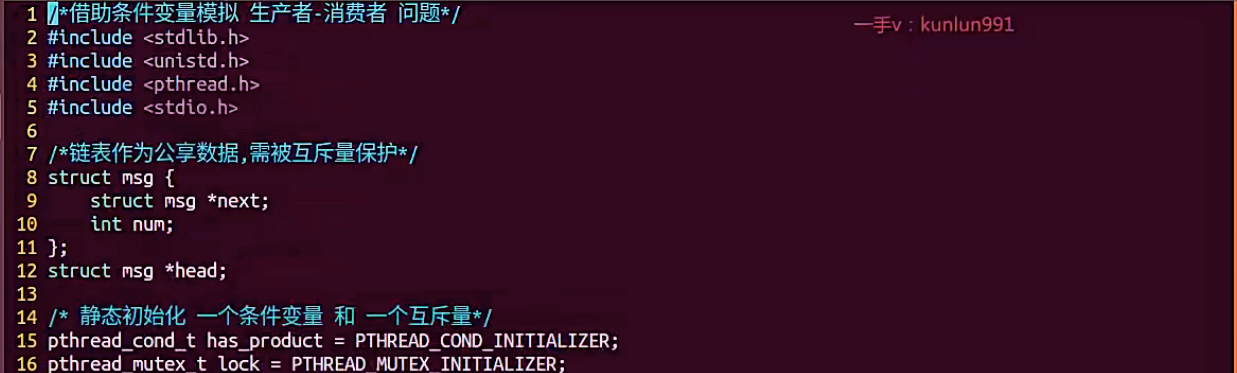 1 /*借助条件变量模拟 生产者-消费者 问题*/
一手v：kunlun991
2 #include <stdlib.h>
3 #include <unistd.h>
4 #include <pthread.h>
5 #include <stdio.h>
6
7 /*链表作为公享数据,需被互斥量保护*/
8 struct msg {
9     struct msg *next;
10     int num;
11 };
12 struct msg *head;
13
14 /* 静态初始化 一个条件变量 和 一个互斥量*/
15 pthread_cond_t has_product = PTHREAD_COND_INITIALIZER;
16 pthread_mutex_t lock = PTHREAD_MUTEX_INITIALIZER;